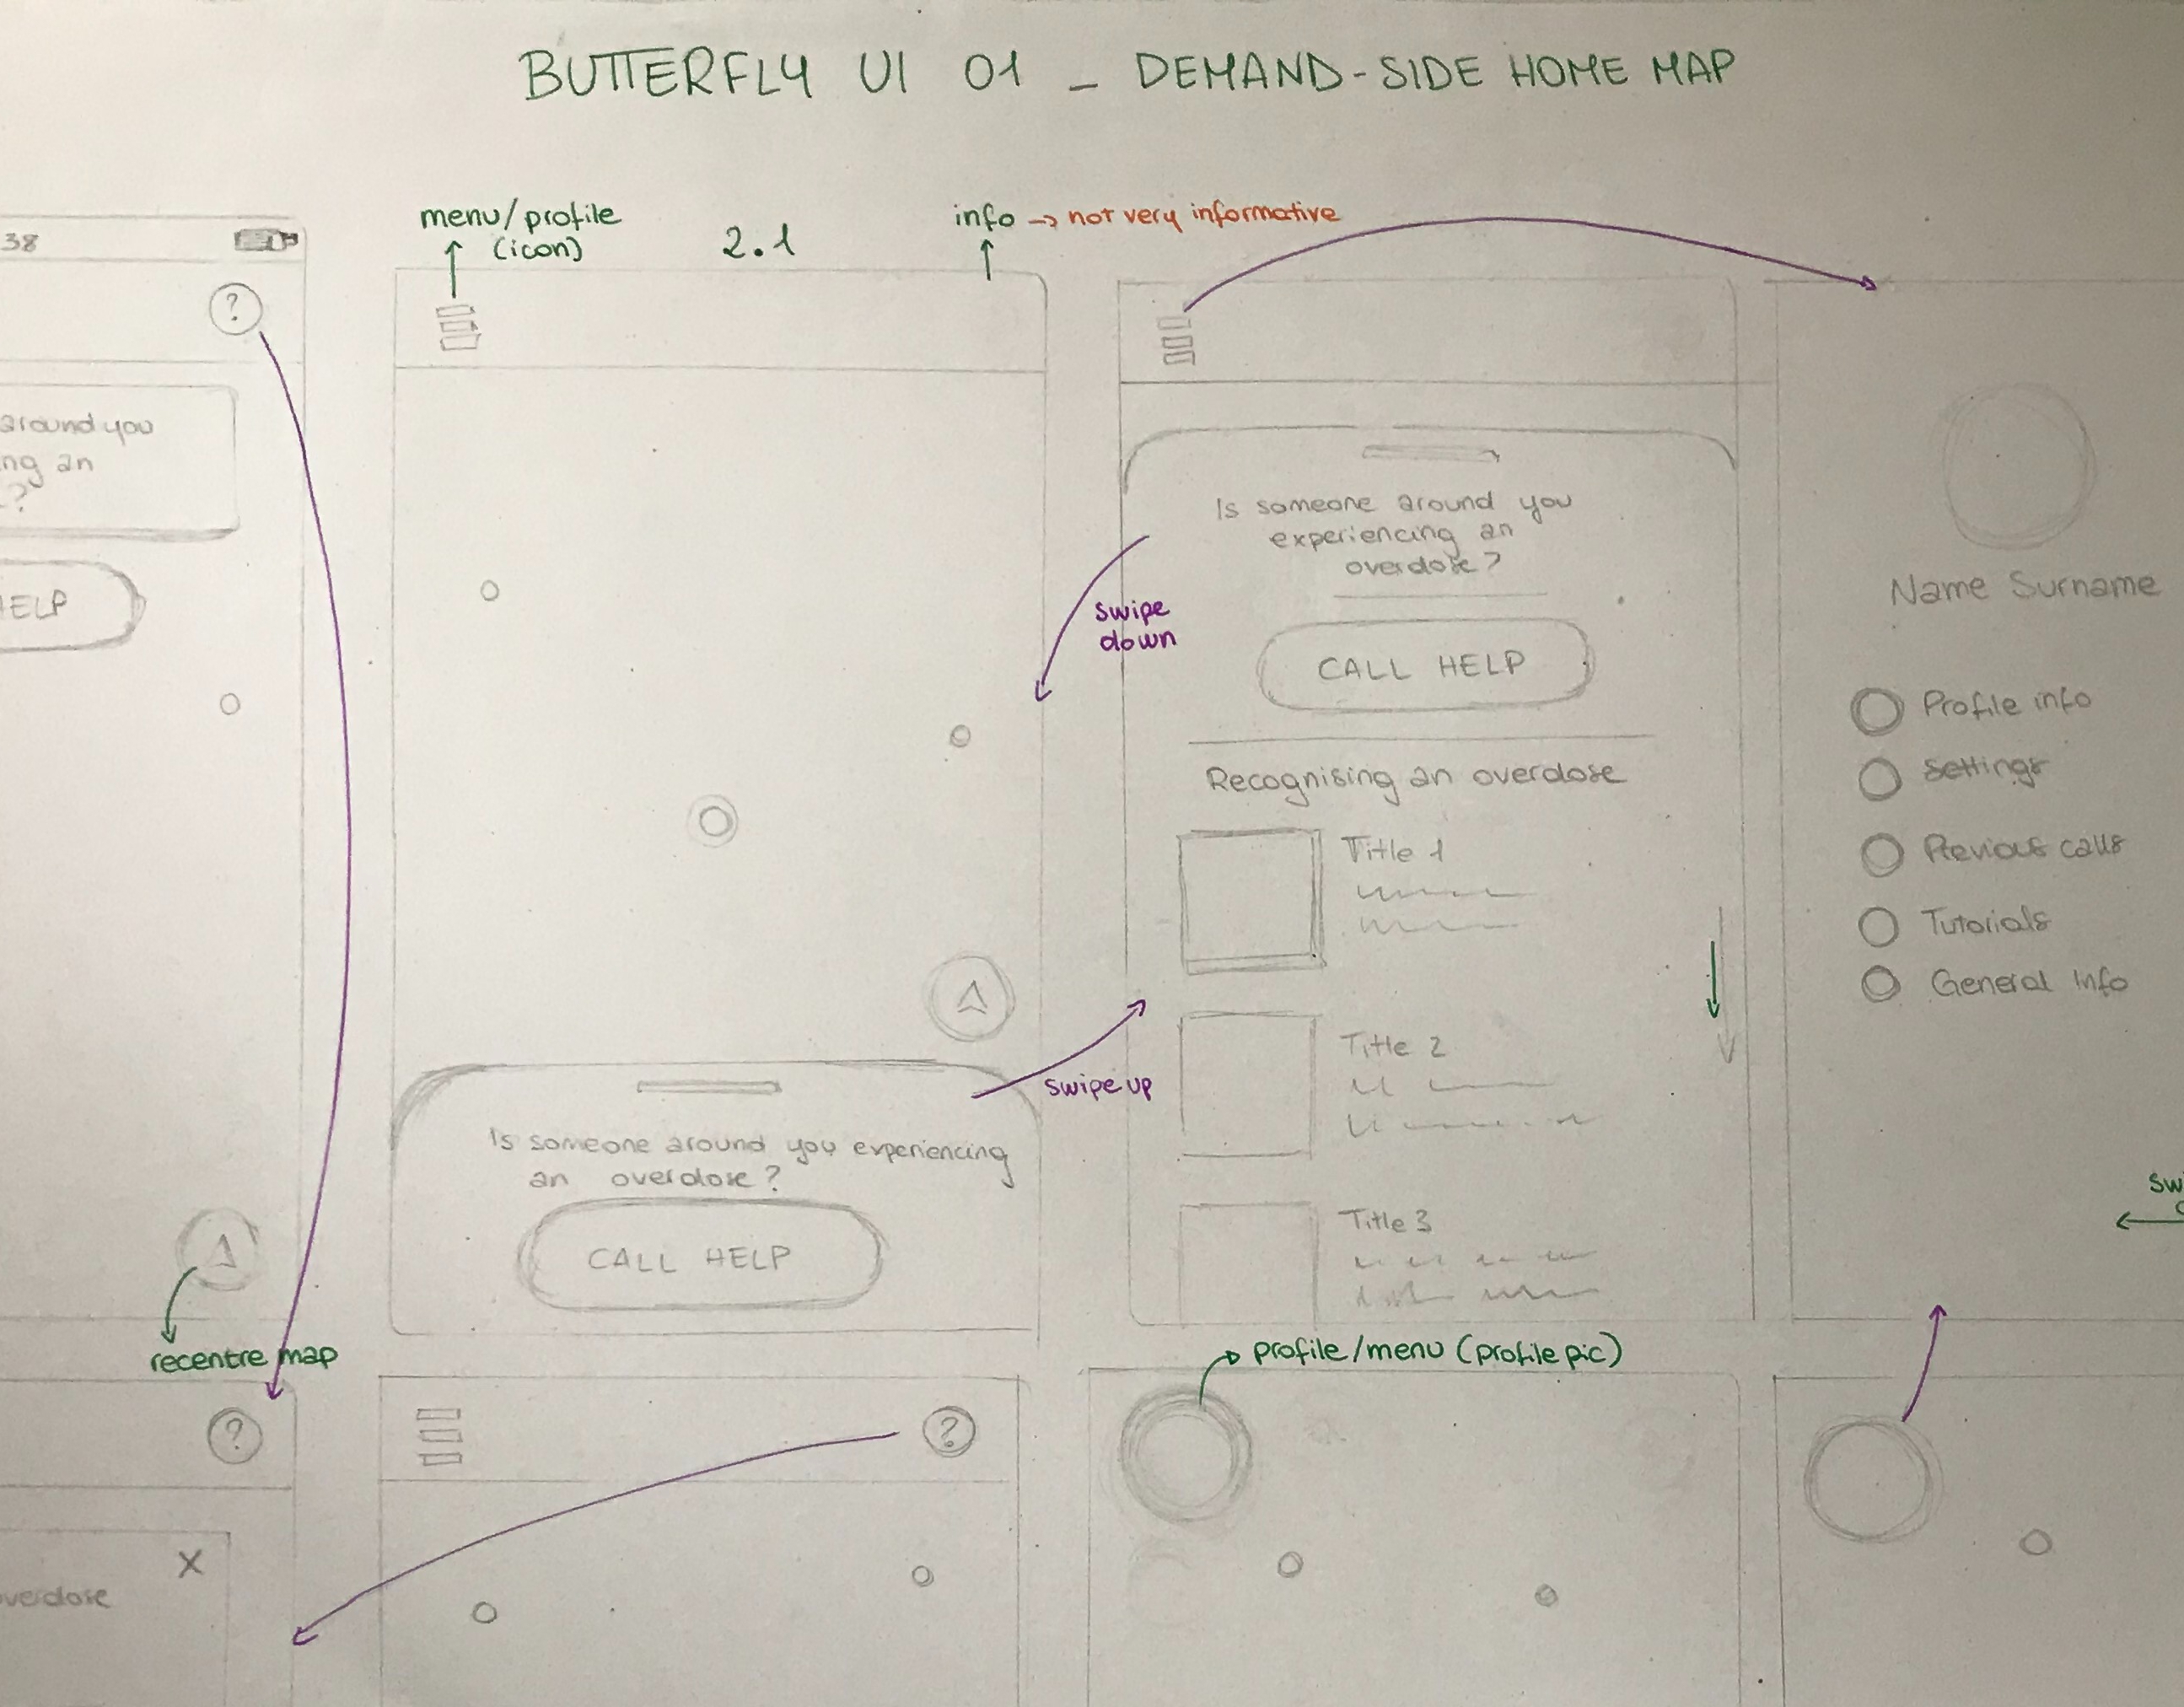 BUTTERFLY UI 01 – DEMAND-SIDE HOME MAP
menu/profile
(icon)
2.1
info → not very informative
38
?
around you
ng an
?
HELP
recentre map
Is someone around you experiencing
an overdose?
CALL HELP
swipe up
swipe
down
Is someone around you
experiencing an
overdose?
CALL HELP
Recognising an overdose
Title 1
Title 2
Title 3
Name Surname
Profile info
Settings
Previous calls
Tutorials
General Info
SWI
?
X
verdose
?
profile/menu (profile pic)